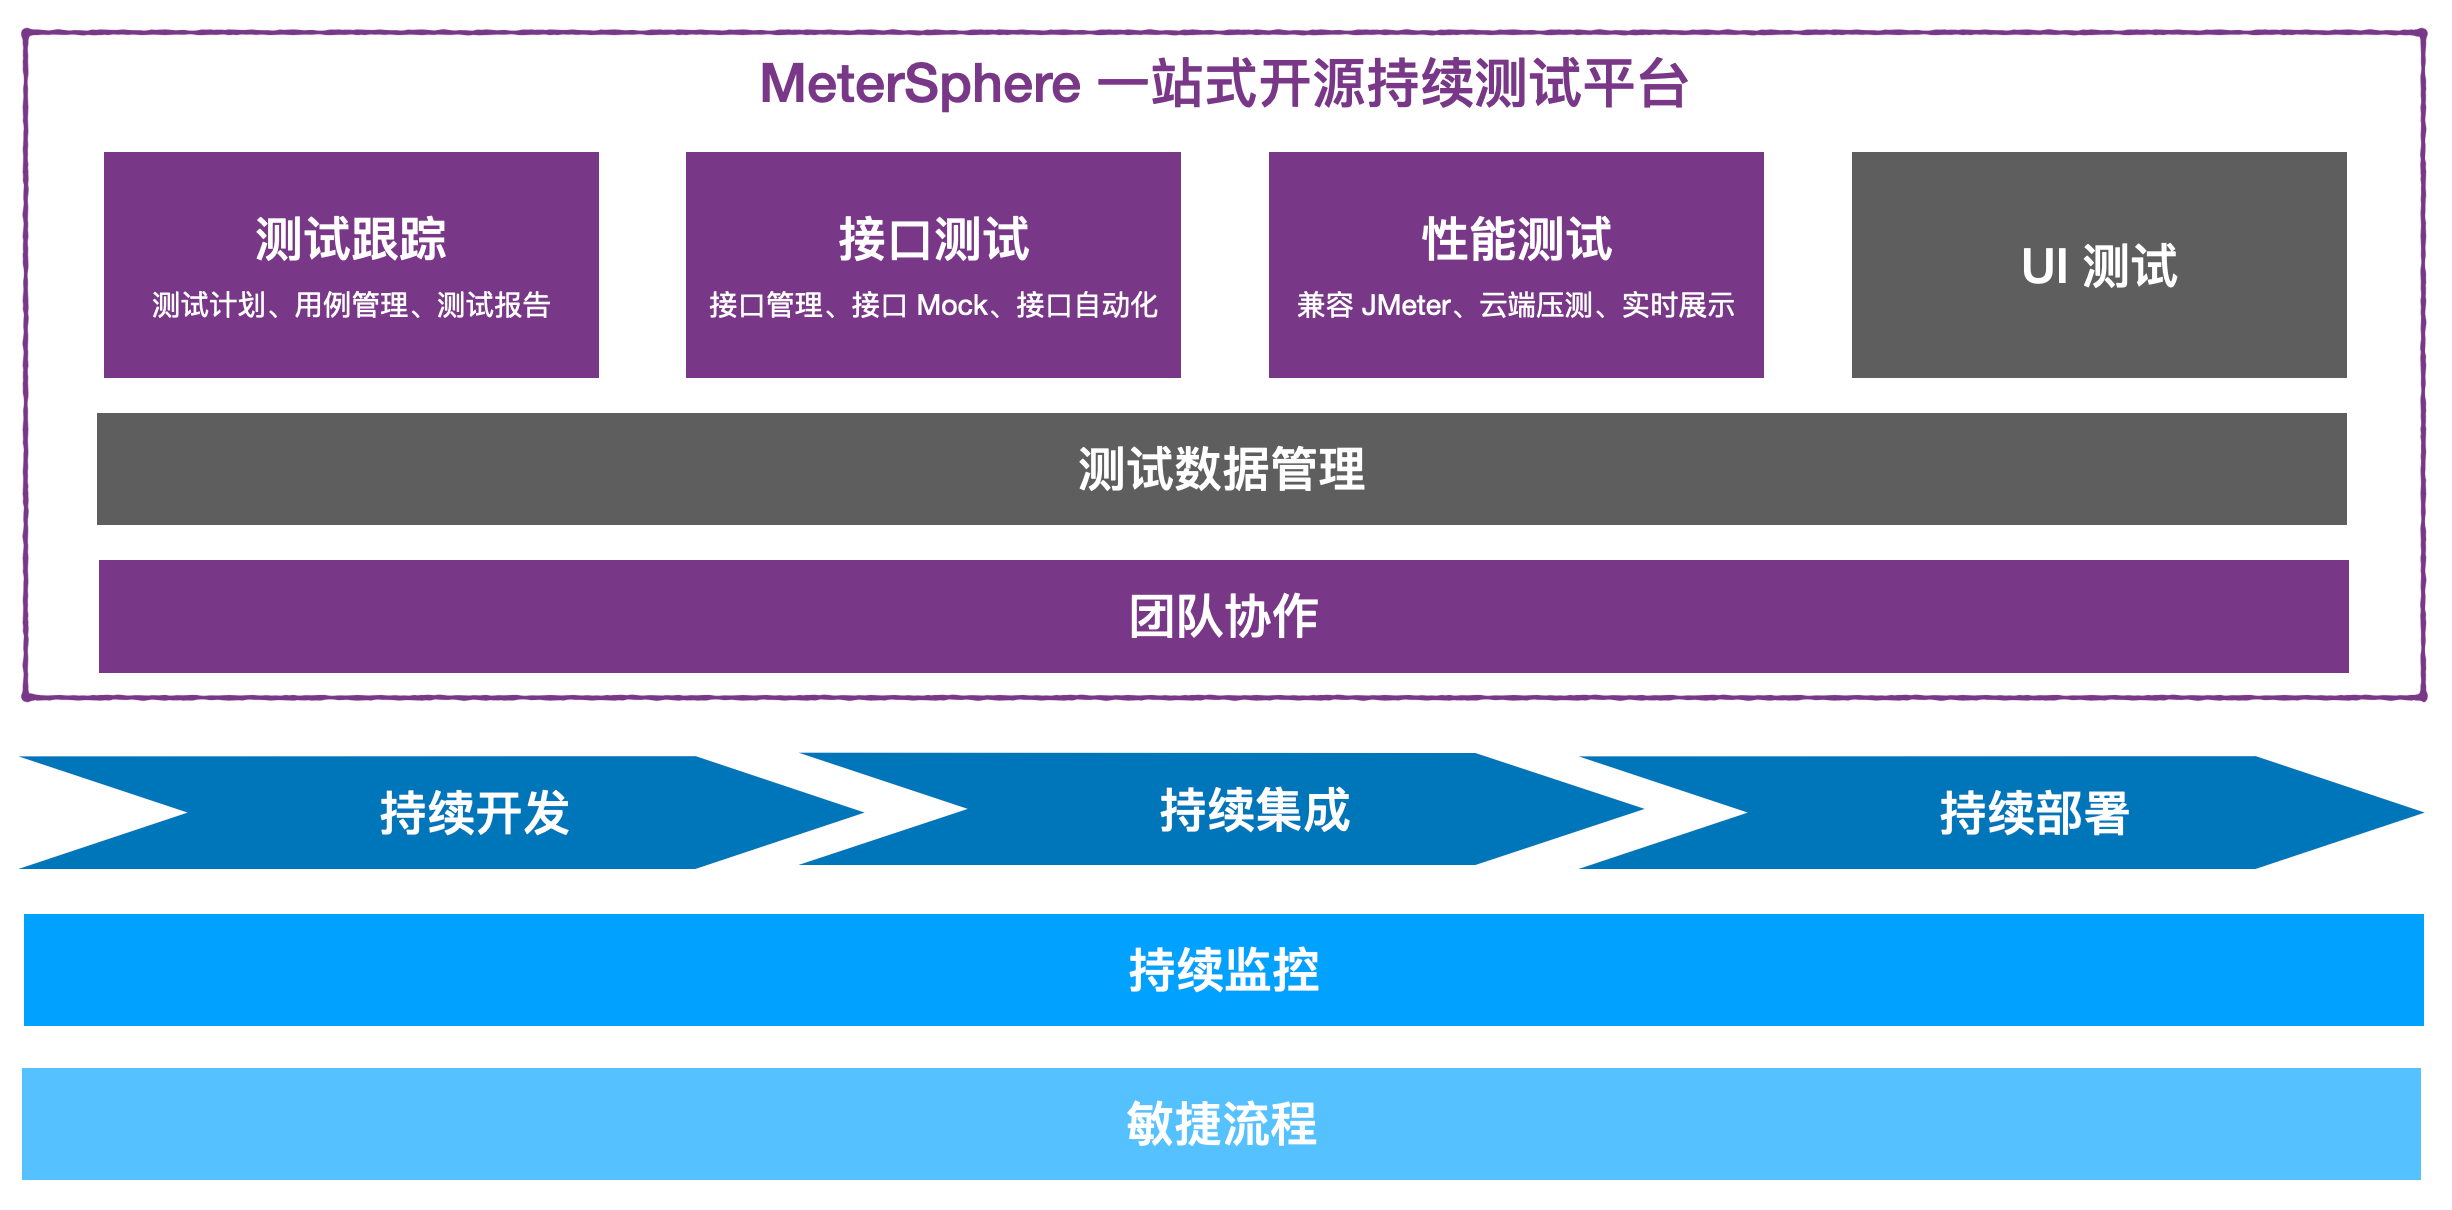 MeterSphere 一站式开源持续测试平台
测试跟踪
测试计划、用例管理、测试报告
接口测试
接口管理、接口 Mock、接口自动化
性能测试
兼容 JMeter、云端压测、实时展示
UI 测试
测试数据管理
团队协作
持续开发
持续集成
持续部署
持续监控
敏捷流程